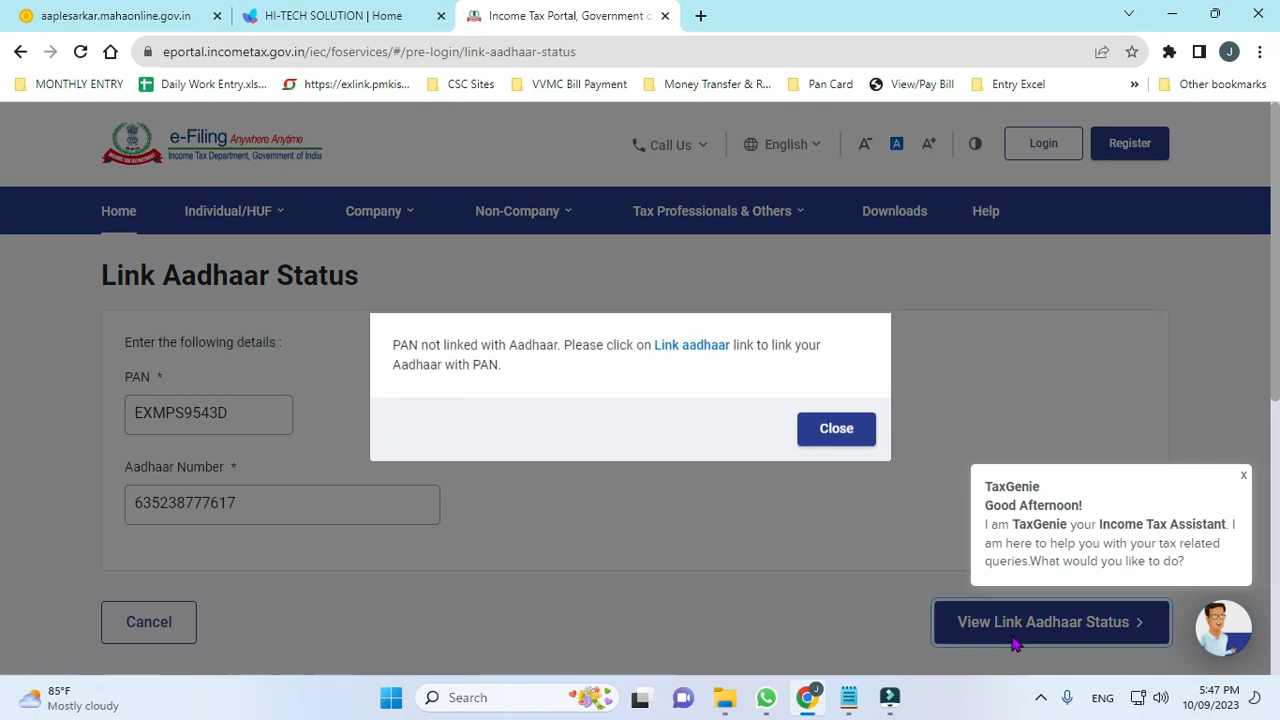 aaplesarkar.mahaonline.gov.in
HI-TECH SOLUTION | Home
Income Tax Portal, Government o
eportal.incometax.gov.in/iec/foservices/#/pre-login/link-aadhaar-status
J
MONTHLY ENTRY
Daily Work Entry.xls...
https://exlink.pmkis...
CSC Sites
VVMC Bill Payment
Money Transfer & R...
Pan Card
View/Pay Bill
Entry Excel
»
Other bookmarks
e-Filing Anywhere Anytime
Income Tax Department, Government of India
Call Us
English
A-
A
A+
Login
Register
Home
Individual/HUF
Company
Non-Company
Tax Professionals & Others
Downloads
Help
Link Aadhaar Status
Enter the following details :
PAN *
EXMPS9543D
Aadhaar Number *
635238777617
PAN not linked with Aadhaar. Please click on Link aadhaar link to link your
Aadhaar with PAN.
Close
x
TaxGenie
Good Afternoon!
I am TaxGenie your Income Tax Assistant. I
am here to help you with your tax related
queries.What would you like to do?
Cancel
View Link Aadhaar Status >
85°F
Mostly cloudy
Search
J
ENG
5:47 PM
10/09/2023